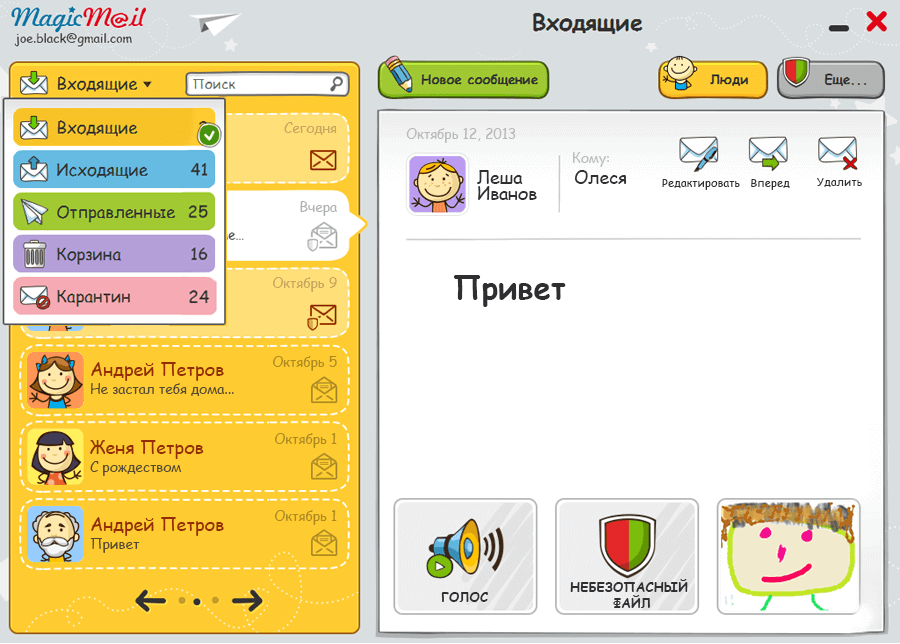 MagicM@il
joe.black@gmail.com
Входящие
Входящие
Поиск
Новое сообщение
Люди
Еще...
Входящие
Исходящие 41
Отправленные 25
Корзина 16
Карантин 24
Сегодня
Вчера
е...
Октябрь 9
Октябрь 5
Андрей Петров
Не застал тебя дома...
Октябрь 1
Женя Петров
С рождеством
Октябрь 1
Андрей Петров
Привет
Октябрь 12, 2013
Леша
Иванов
Кому:
Олеся
Редактировать
Вперед
Удалить
Привет
ГОЛОС
НЕБЕЗОПАСНЫЙ
ФАЙЛ